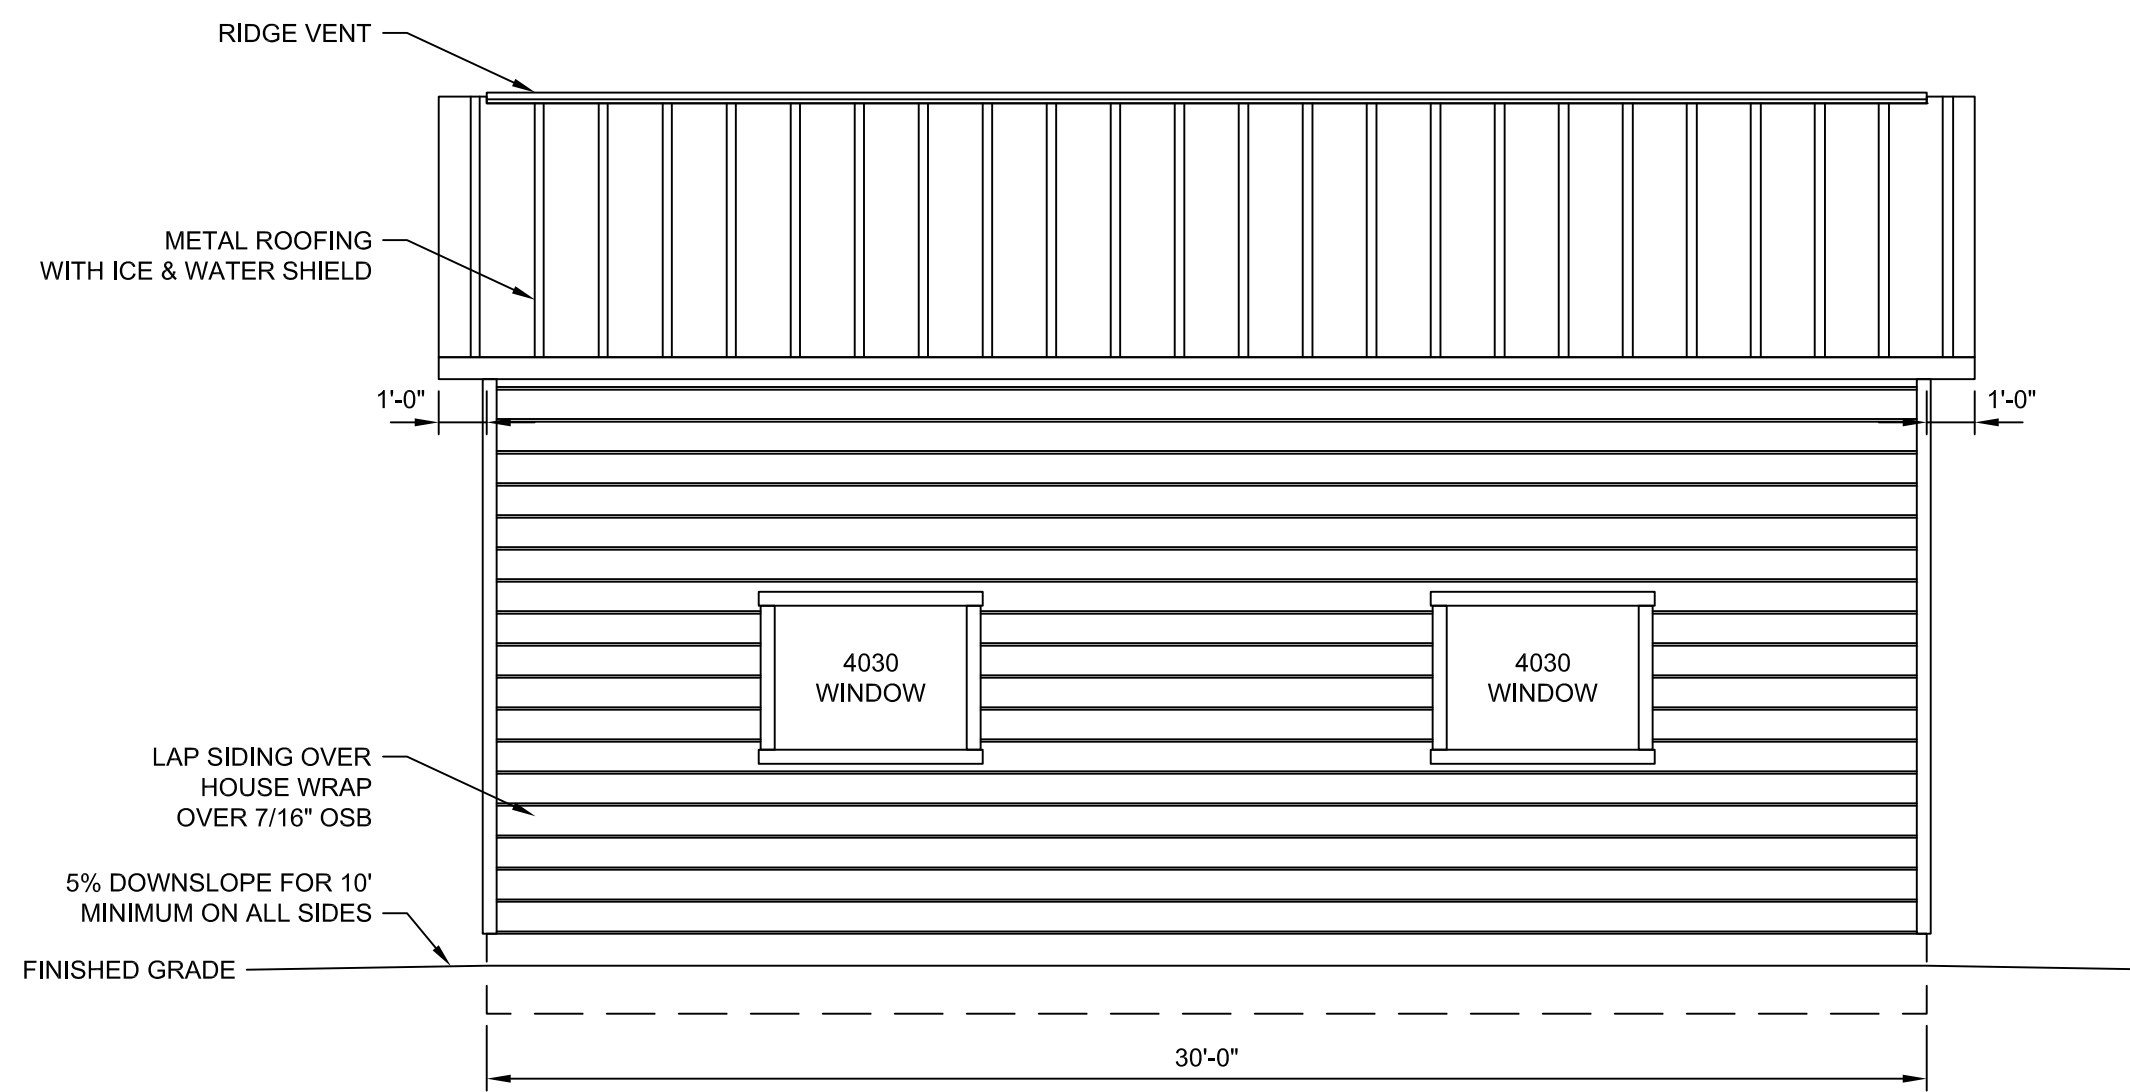 RIDGE VENT
METAL ROOFING
WITH ICE & WATER SHIELD
1'-0"
1'-0"
4030
WINDOW
4030
WINDOW
LAP SIDING OVER
HOUSE WRAP
OVER 7/16" OSB
5% DOWNSLOPE FOR 10'
MINIMUM ON ALL SIDES
FINISHED GRADE
30'-0"